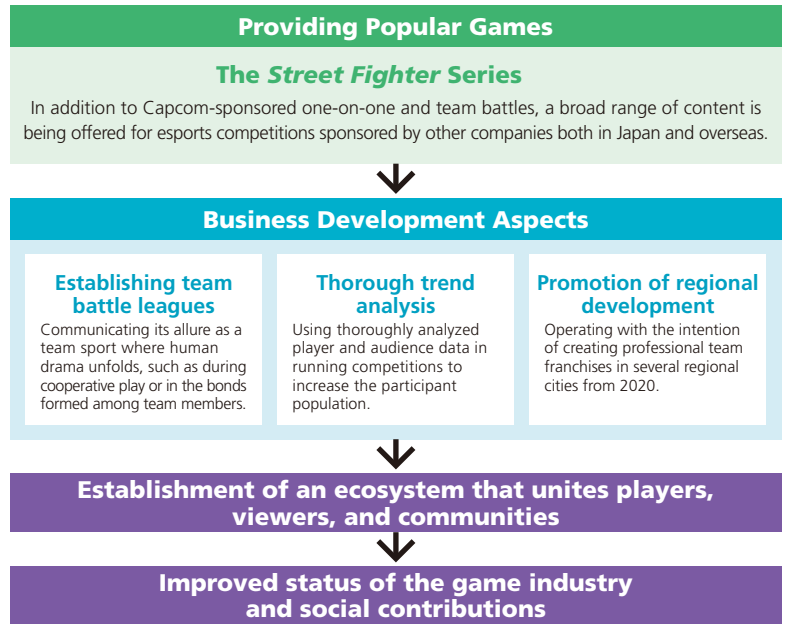 Providing Popular Games
The Street Fighter Series
In addition to Capcom-sponsored one-on-one and team battles, a broad range of content is
being offered for esports competitions sponsored by other companies both in Japan and overseas.
Business Development Aspects
Establishing team
battle leagues
Communicating its allure as a
team sport where human
drama unfolds, such as during
cooperative play or in the bonds
formed among team members.
Thorough trend
analysis
Using thoroughly analyzed
player and audience data in
running competitions to
increase the participant
population.
Promotion of regional
development
Operating with the intention
of creating professional team
franchises in several regional
cities from 2020.
Establishment of an ecosystem that unites players,
viewers, and communities
Improved status of the game industry
and social contributions